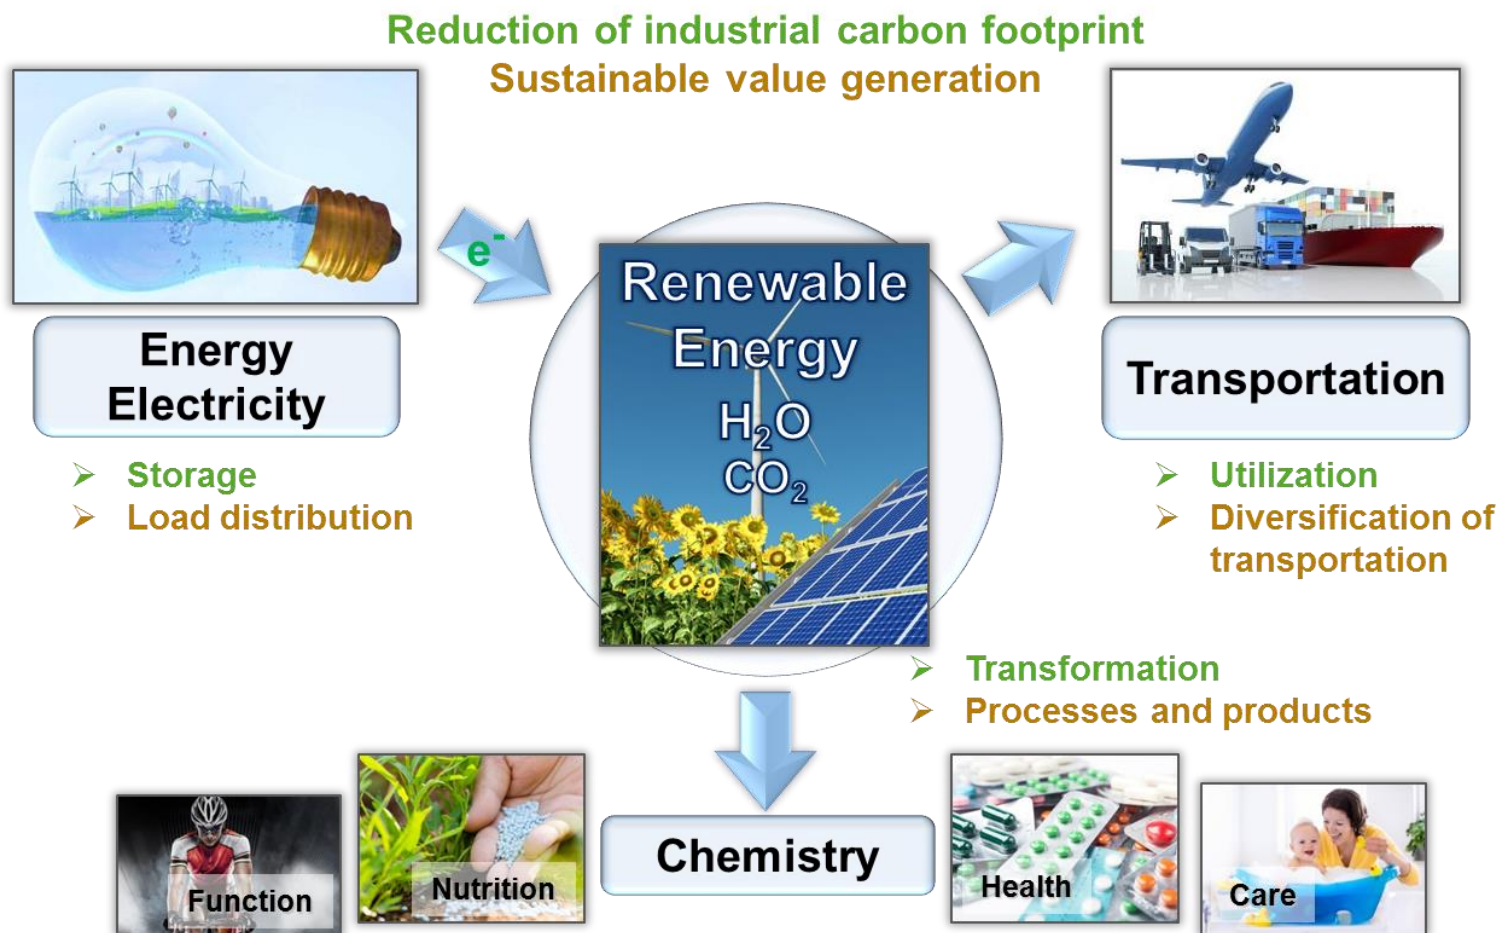 Reduction of industrial carbon footprint
Sustainable value generation
e⁻
Renewable
Energy
H₂O
CO₂
Energy
Electricity
Transportation
➢ Storage
➢ Load distribution
➢ Utilization
➢ Diversification of
transportation
➢ Transformation
➢ Processes and products
Chemistry
Function
Nutrition
Health
Care